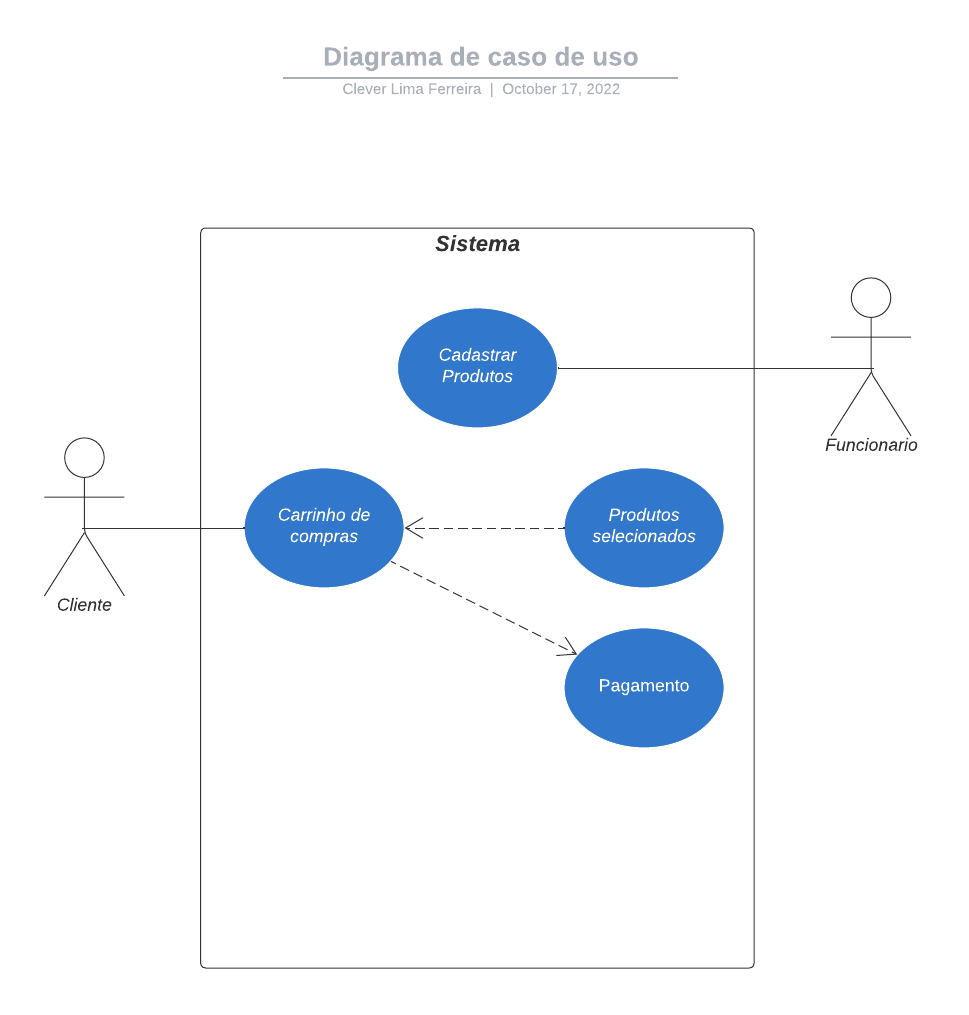 Diagrama de caso de uso
Clever Lima Ferreira | October 17, 2022
Sistema
Cadastrar
Produtos
Funcionario
Carrinho de
compras
Produtos
selecionados
Cliente
Pagamento